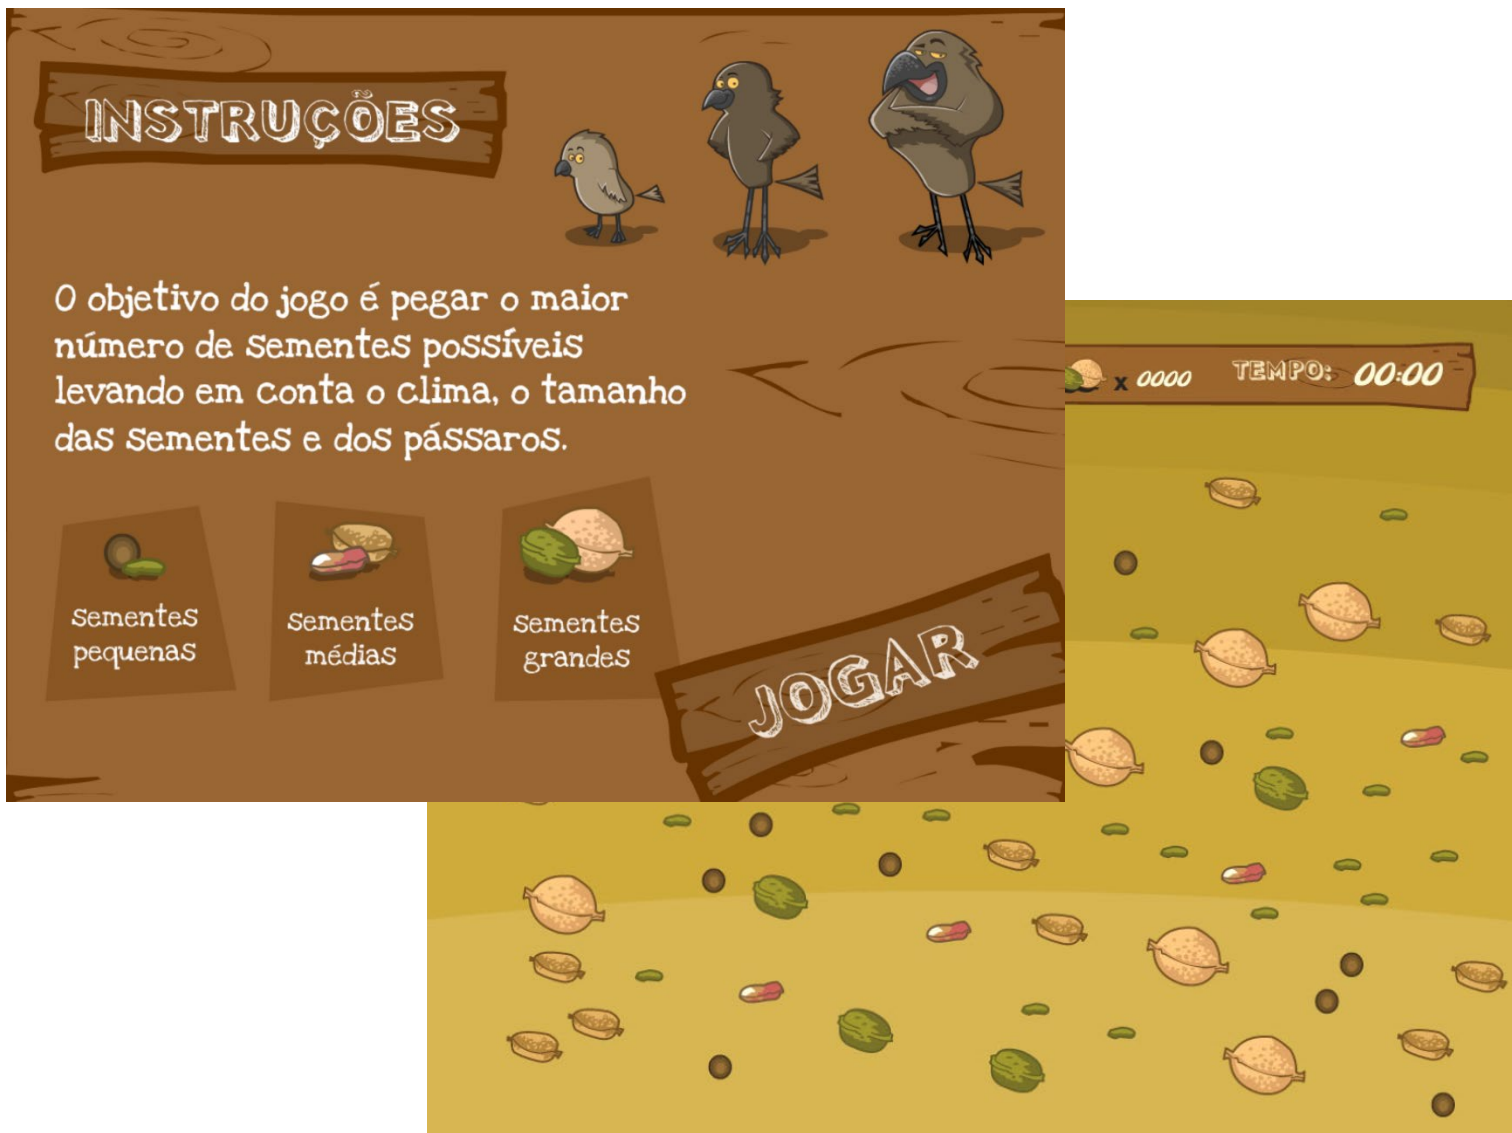 INSTRUÇÕES
O objetivo do jogo é pegar o maior
número de sementes possíveis
levando em conta o clima, o tamanho
das sementes e dos pássaros.
sementes
pequenas
sementes
médias
sementes
grandes
JOGAR
x 0000
TEMPO: 00:00